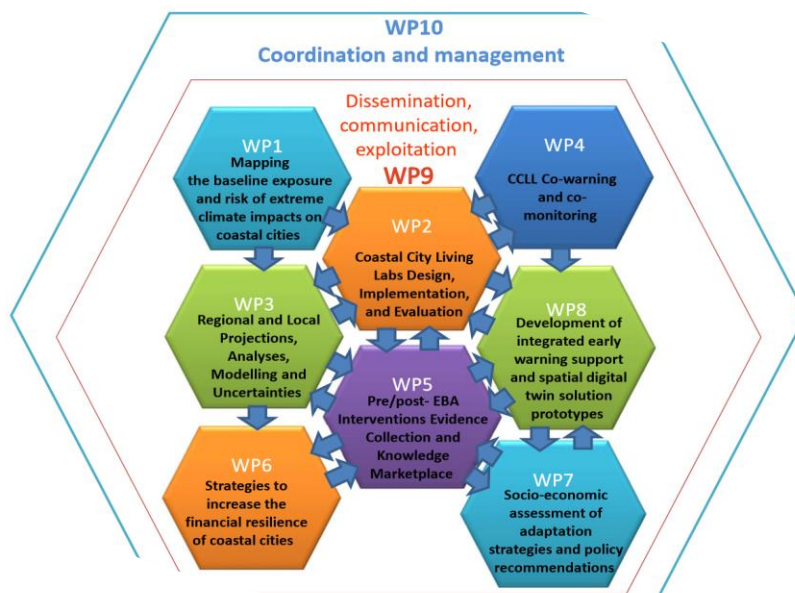 WP10
Coordination and management
Dissemination,
communication,
exploitation
WP9
WP1
Mapping
the baseline exposure
and risk of extreme
climate impacts on
coastal cities
WP4
CCLL Co-warning
and co-
monitoring
WP2
Coastal City Living
Labs Design,
Implementation,
and Evaluation
WP3
Regional and Local
Projections,
Analyses,
Modelling and
Uncertainties
WP8
Development of
integrated early
warning support
and spatial digital
twin solution
prototypes
WP5
Pre/post- EBA
Interventions Evidence
Collection and
Knowledge
Marketplace
WP6
Strategies to
increase the
financial resilience
of coastal cities
WP7
Socio-economic
assessment of
adaptation
strategies and policy
recommendations